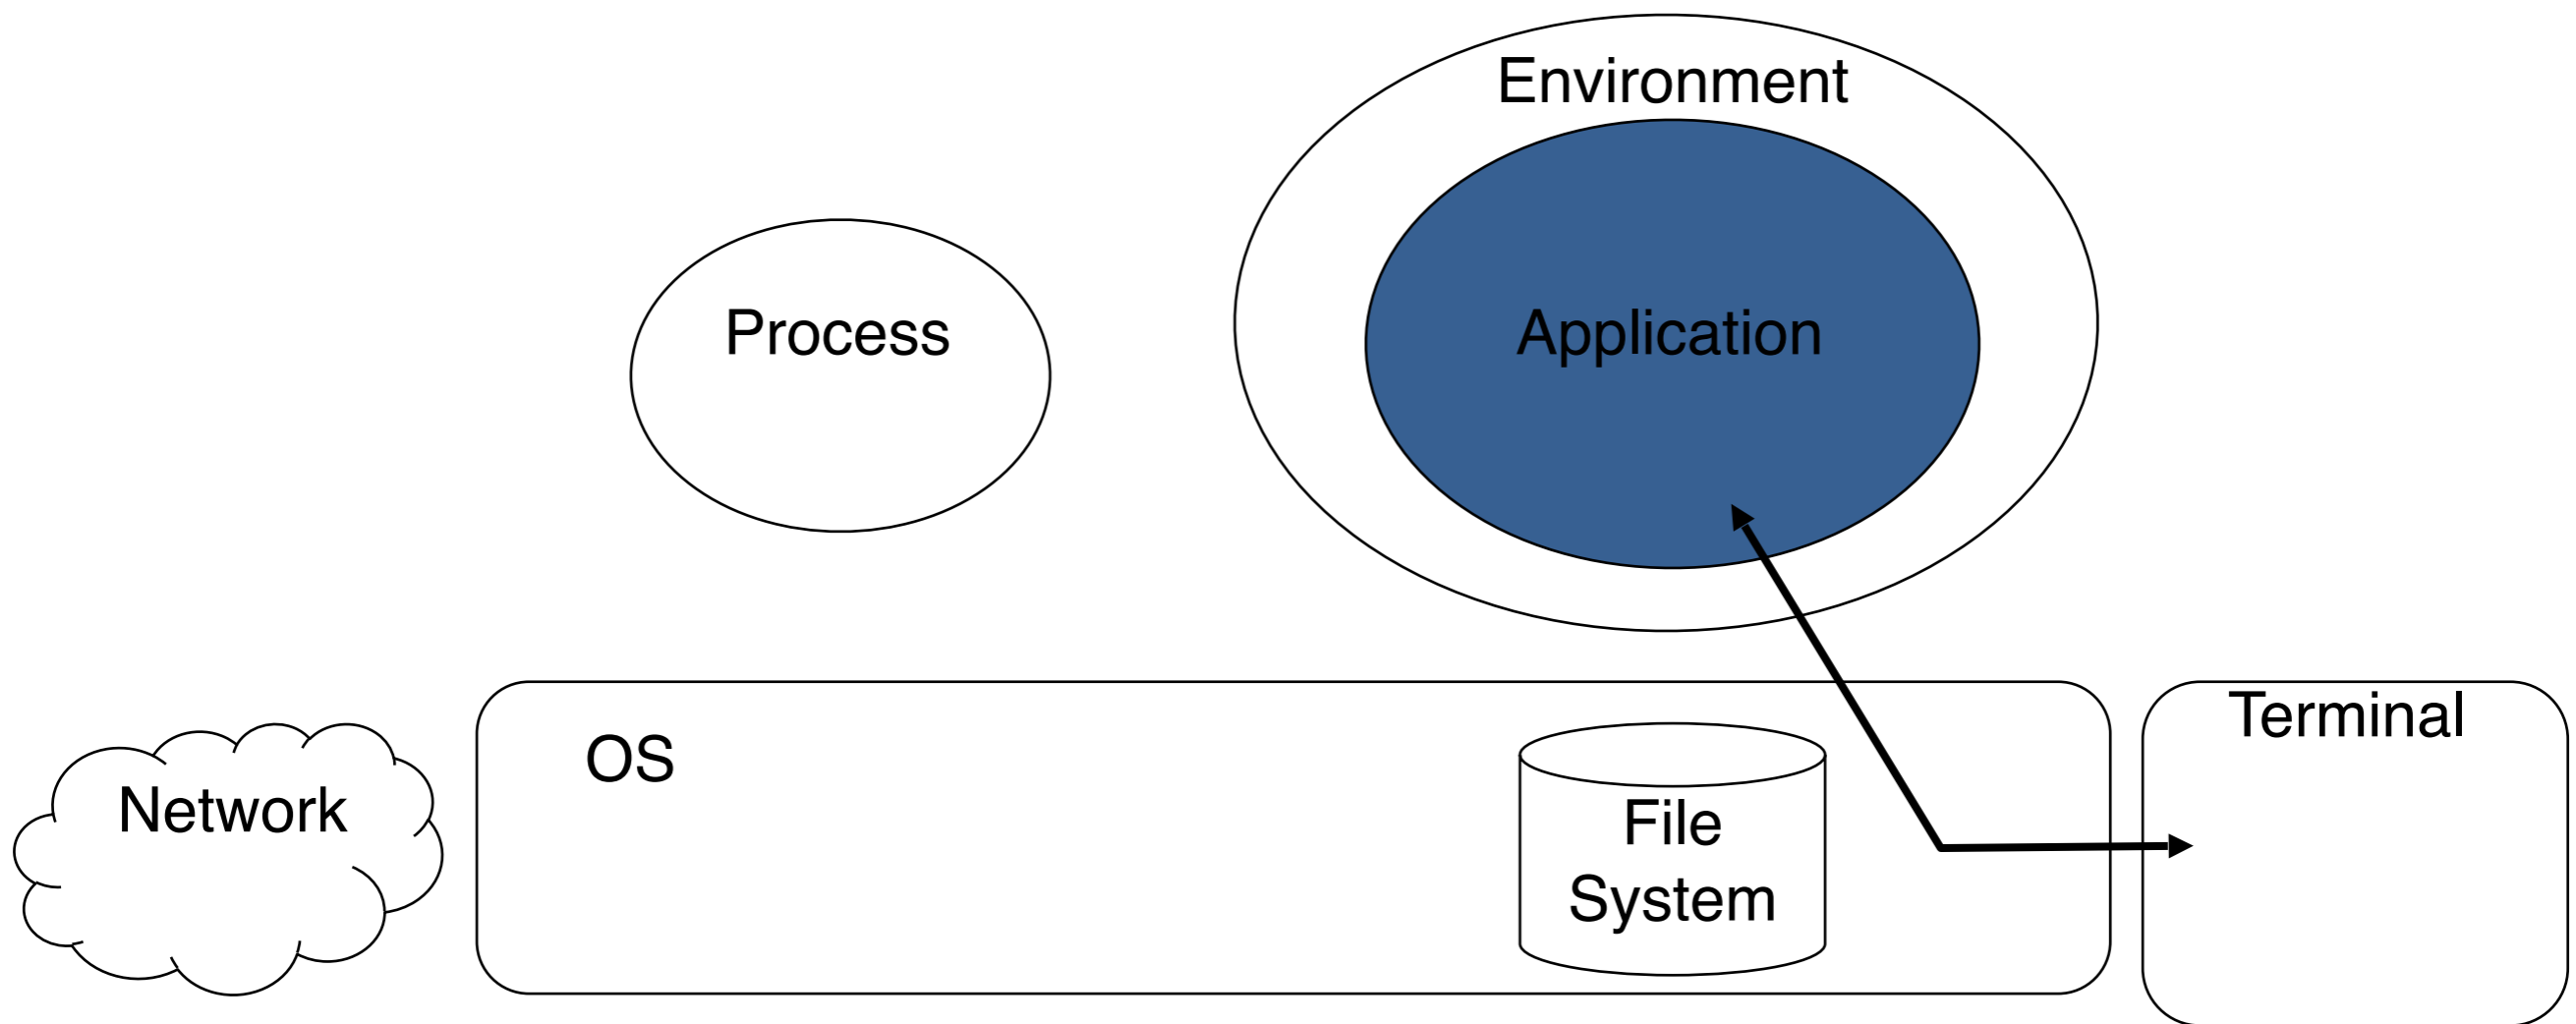 Environment
Process
Application
Terminal
OS
Network
File
System